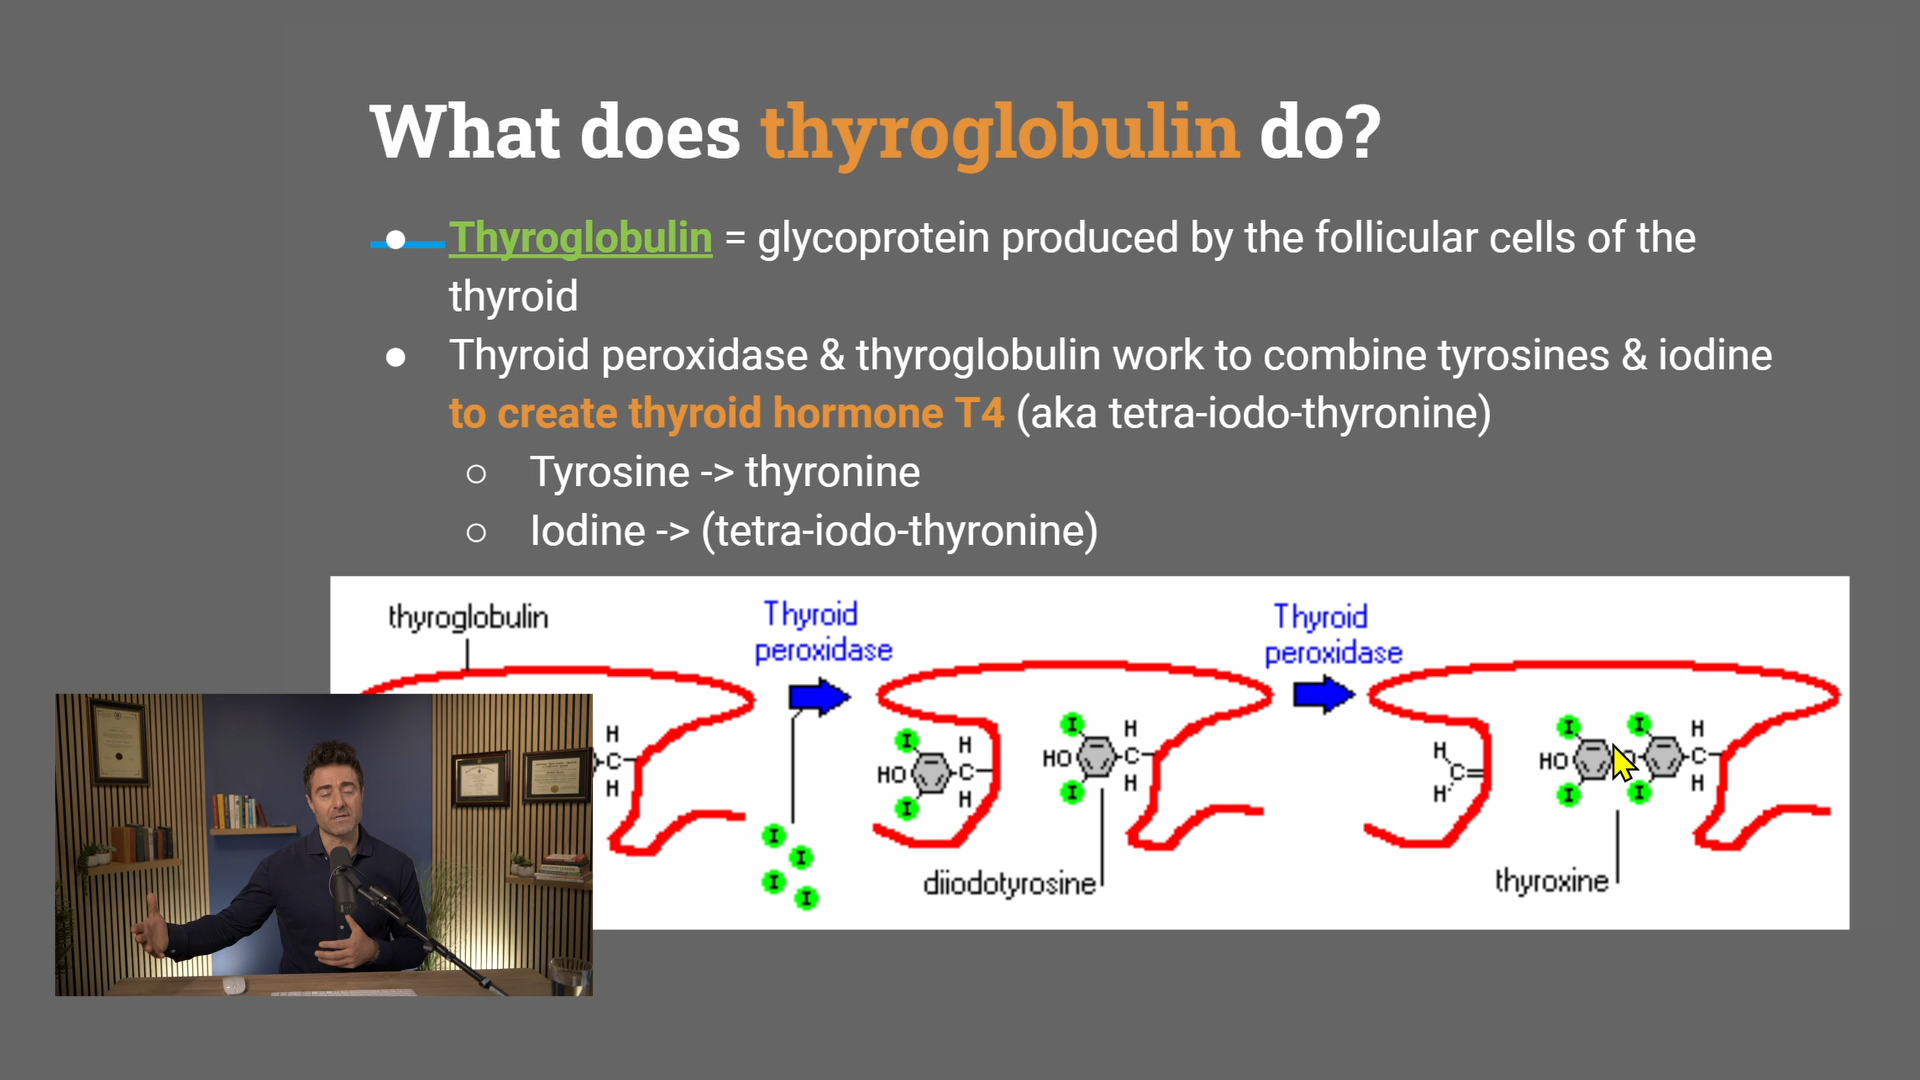 What does thyroglobulin do?
● Thyroglobulin = glycoprotein produced by the follicular cells of the
thyroid
● Thyroid peroxidase & thyroglobulin work to combine tyrosines & iodine
to create thyroid hormone T4 (aka tetra-iodo-thyronine)
○ Tyrosine -> thyronine
○ Iodine -> (tetra-iodo-thyronine)
thyroglobulin
Thyroid
peroxidase
Thyroid
peroxidase
H
C
H
I
I
I
I
I
HO
I
H
C
H
I
HO
I
H
C
H
H
C
H
I
I
HO
I
I
H
C
H
diiodotyrosine
thyroxine